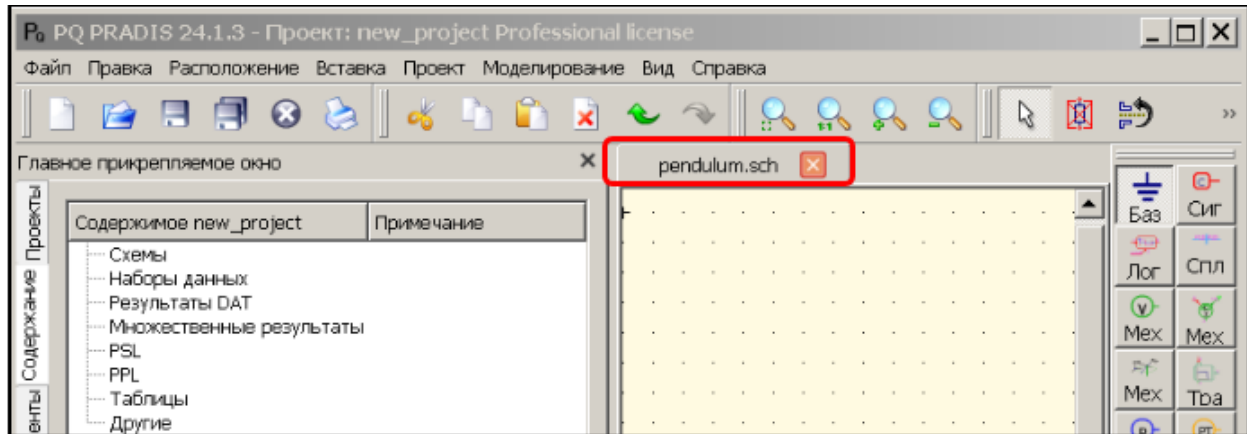 PQ PRADIS 24.1.3 - Проект: new_project Professional license
Файл Правка Расположение Вставка Проект Моделирование Вид Справка
Главное прикрепляемое окно
pendulum.sch
Проекты
Содержание
енты
Содержимое new_project Примечание
Схемы
Наборы данных
Результаты DAT
Множественные результаты
PSL
PPL
Таблицы
Другие
Баз Сиг
Лог Спл
Мех Мех
Мех Тра